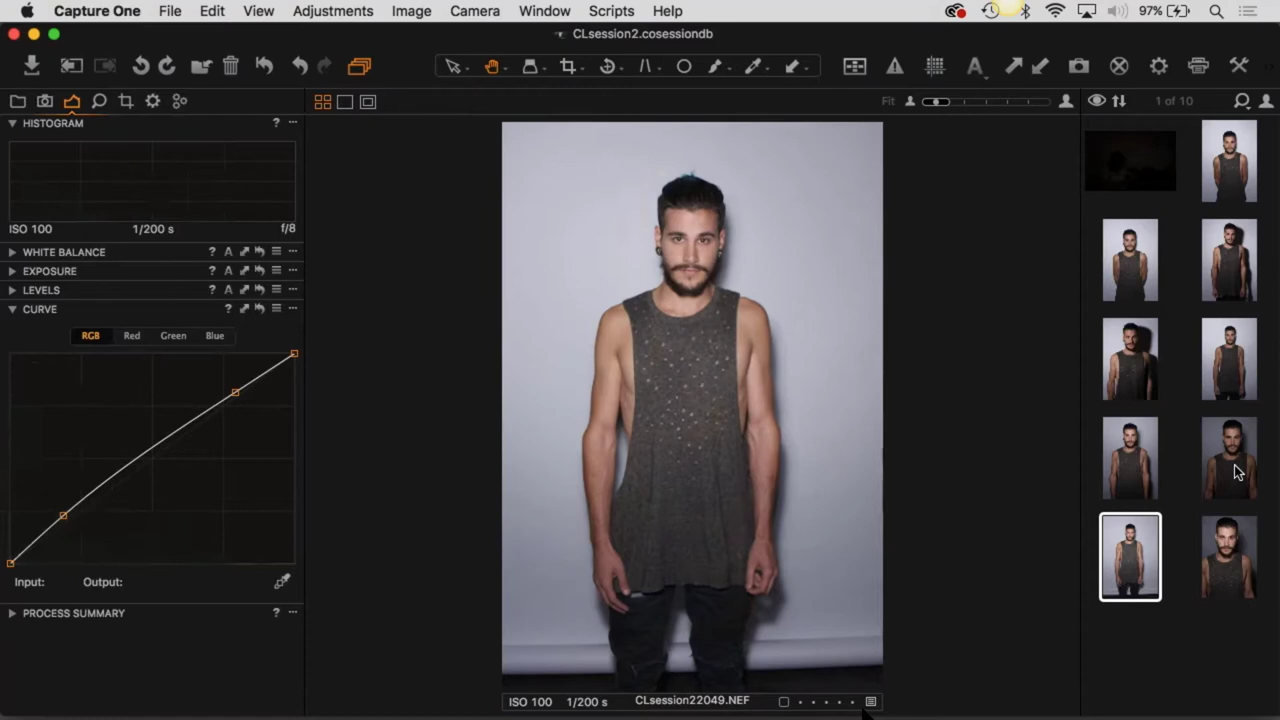 Capture One File Edit View Adjustments Image Camera Window Scripts Help 97%
CLsession2.cosessiondb
Fit 1 of 10
HISTOGRAM ?
ISO 100 1/200 s f/8
WHITE BALANCE ? A
EXPOSURE ? A
LEVELS ? A
CURVE ?
RGB Red Green Blue
Input: Output:
PROCESS SUMMARY ?
ISO 100 1/200 s CLsession22049.NEF